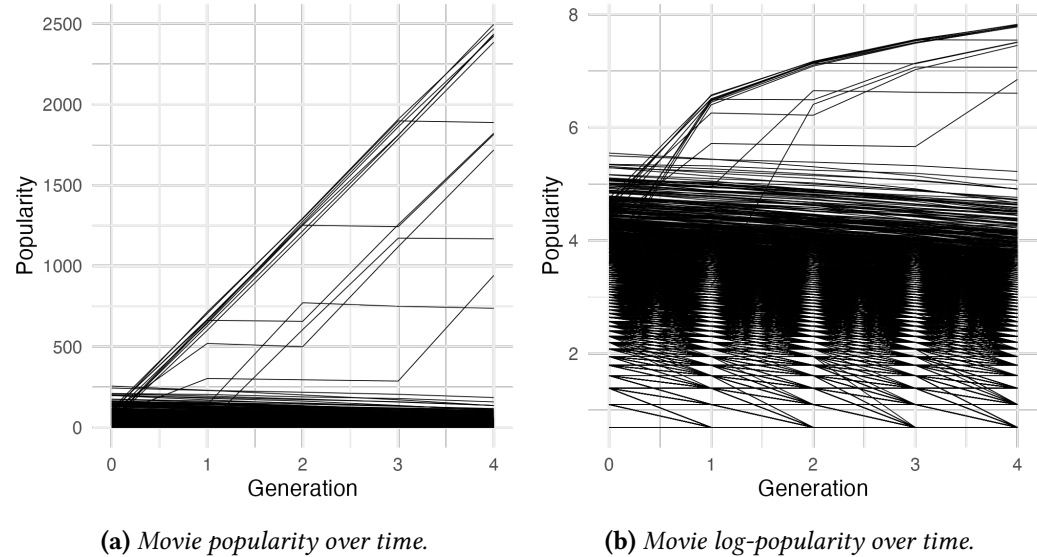 2500
2000
1500
1000
500
0
Popularity
0 1 2 3 4
Generation
(a) Movie popularity over time.
8
6
4
2
Popularity
0 1 2 3 4
Generation
(b) Movie log-popularity over time.